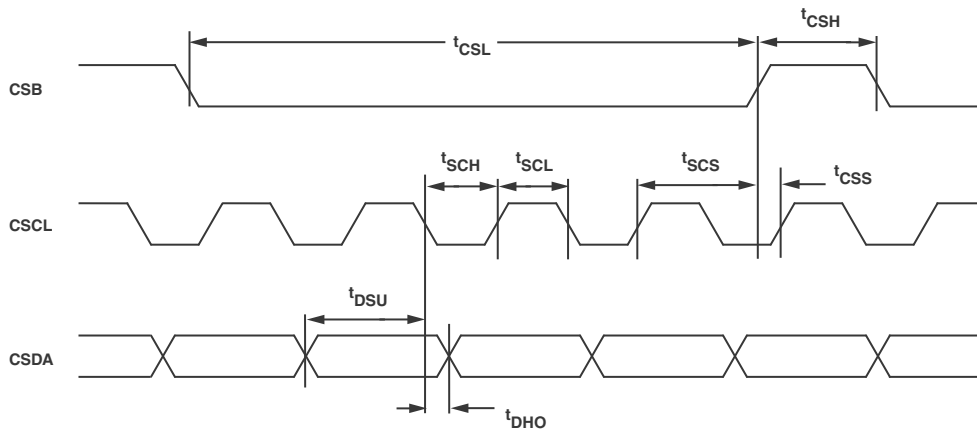 tCSL
tCSH
CSB
tSCH
tSCL
tSCS
tCSS
CSCL
tDSU
CSDA
tDHO